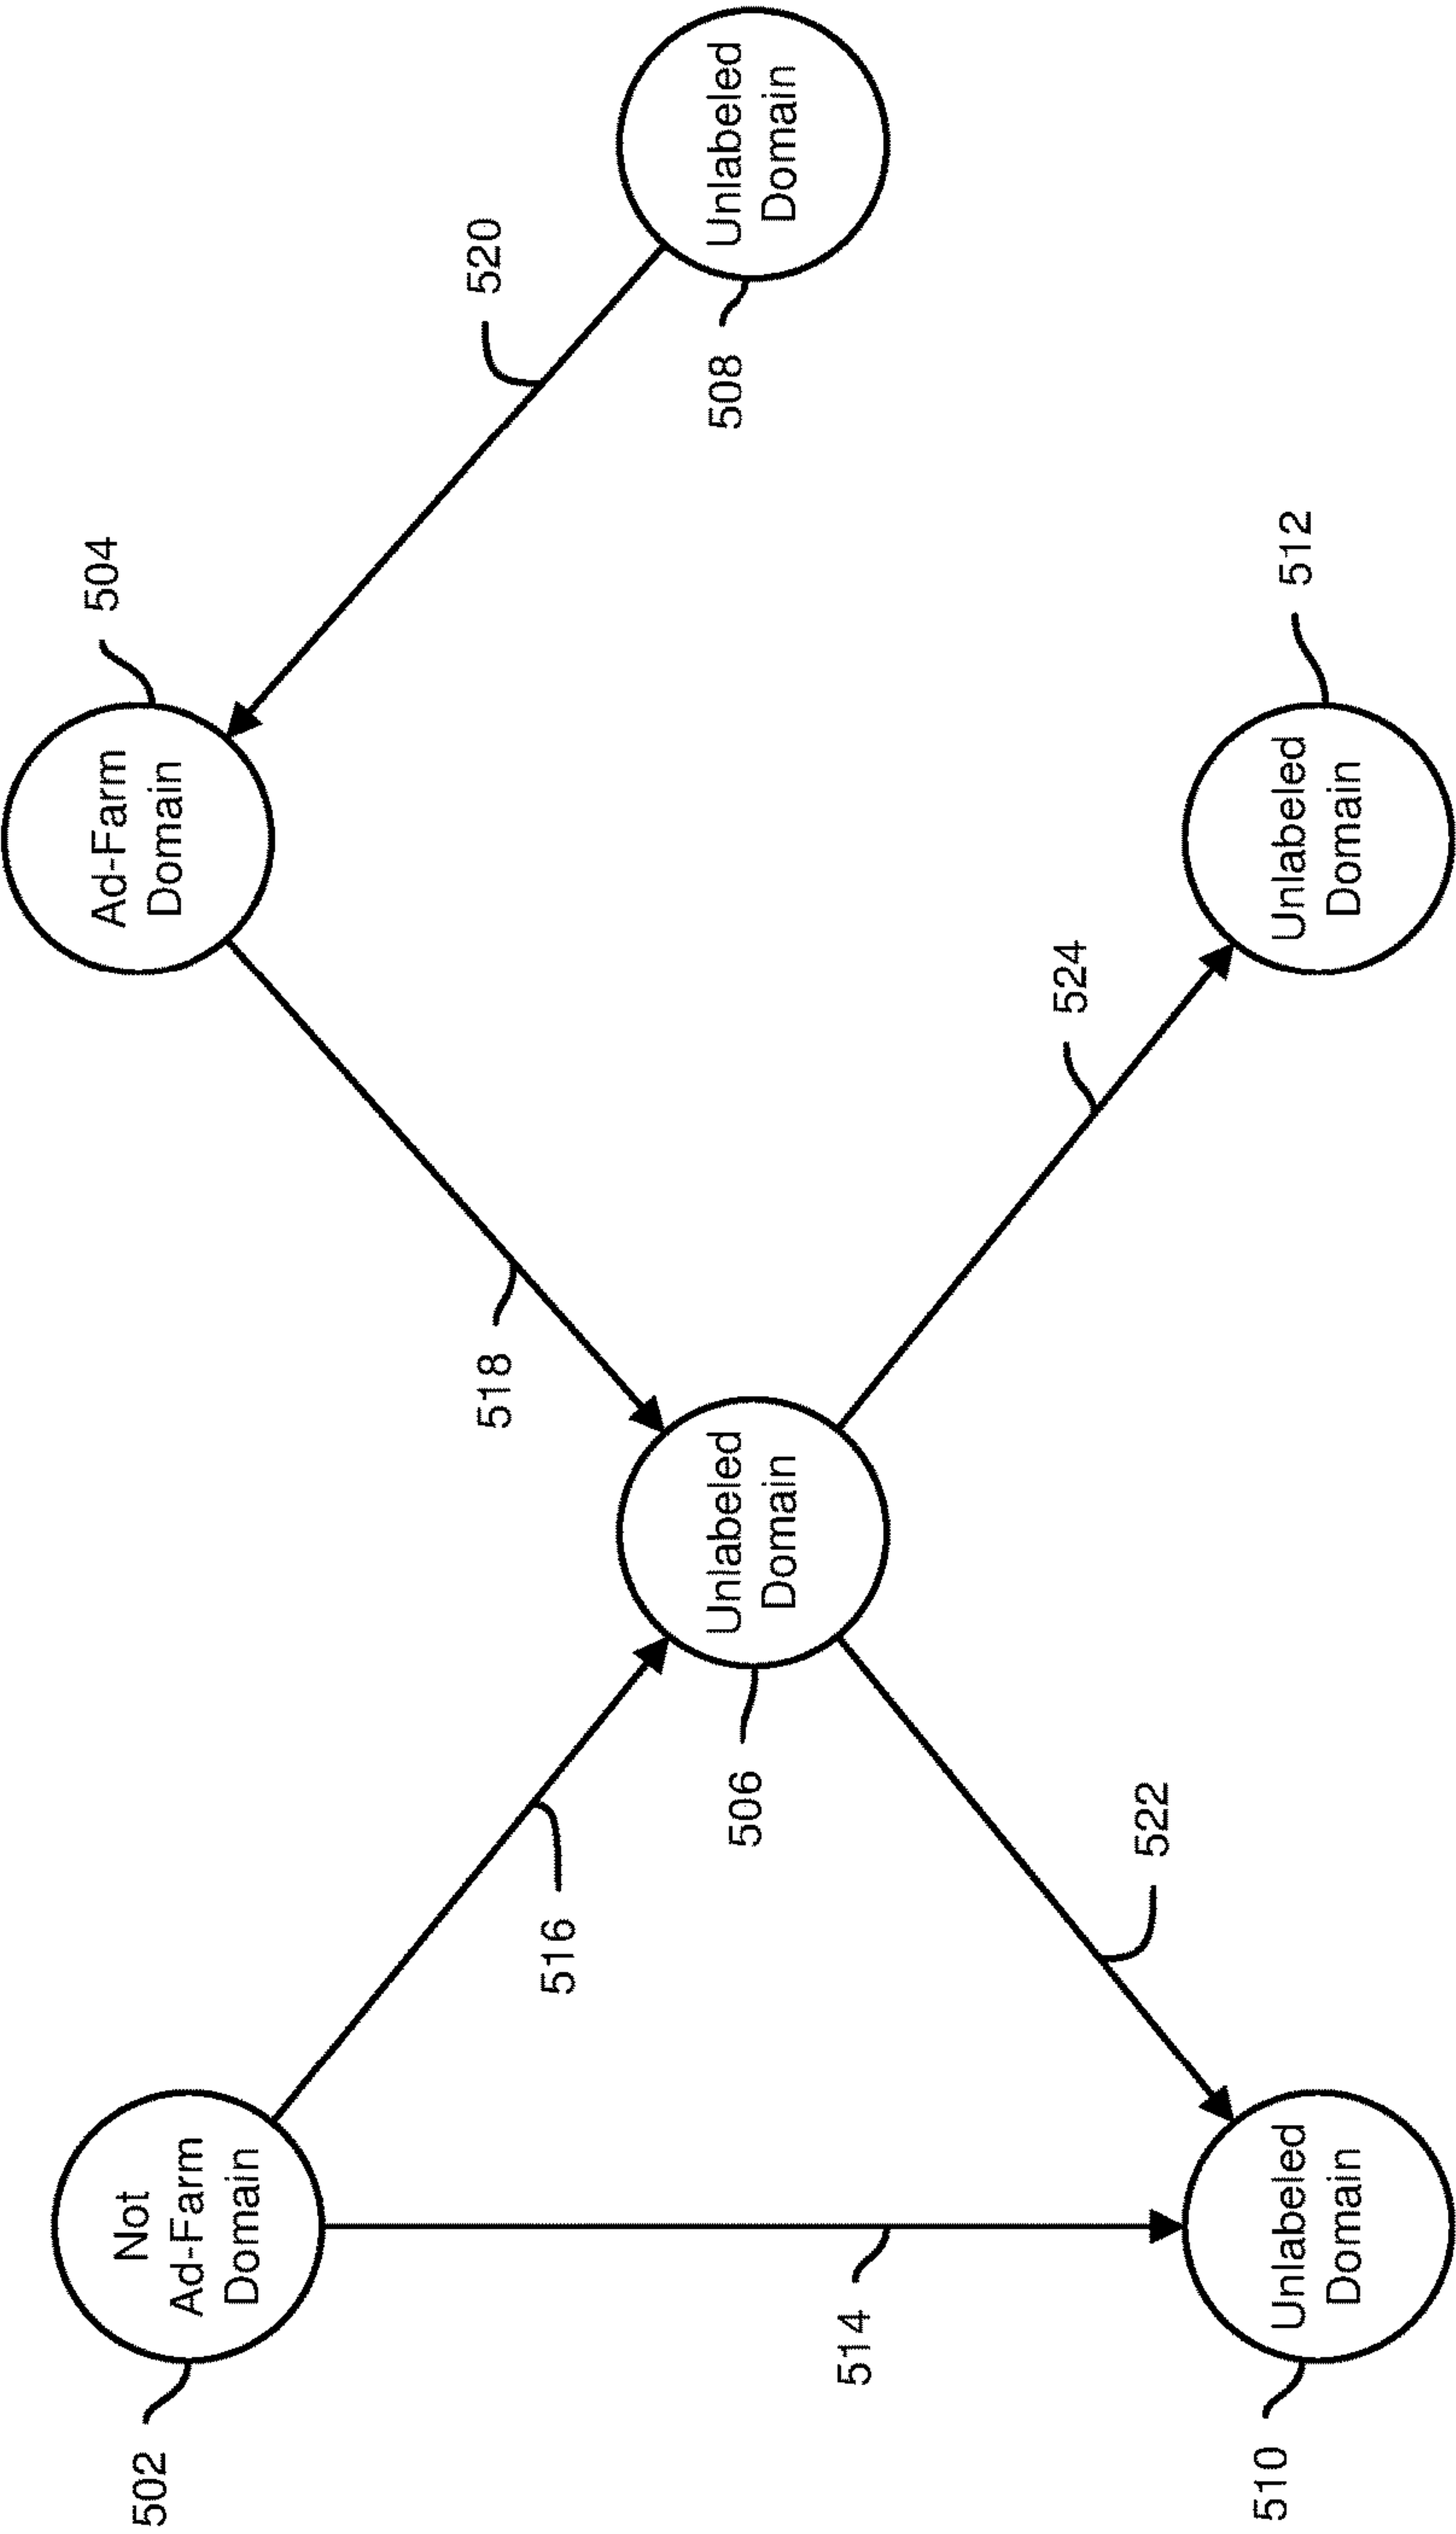 502
Not
Ad-Farm
Domain
504
Ad-Farm
Domain
516
518
520
506
Unlabeled
Domain
508
Unlabeled
Domain
514
522
524
510
Unlabeled
Domain
512
Unlabeled
Domain